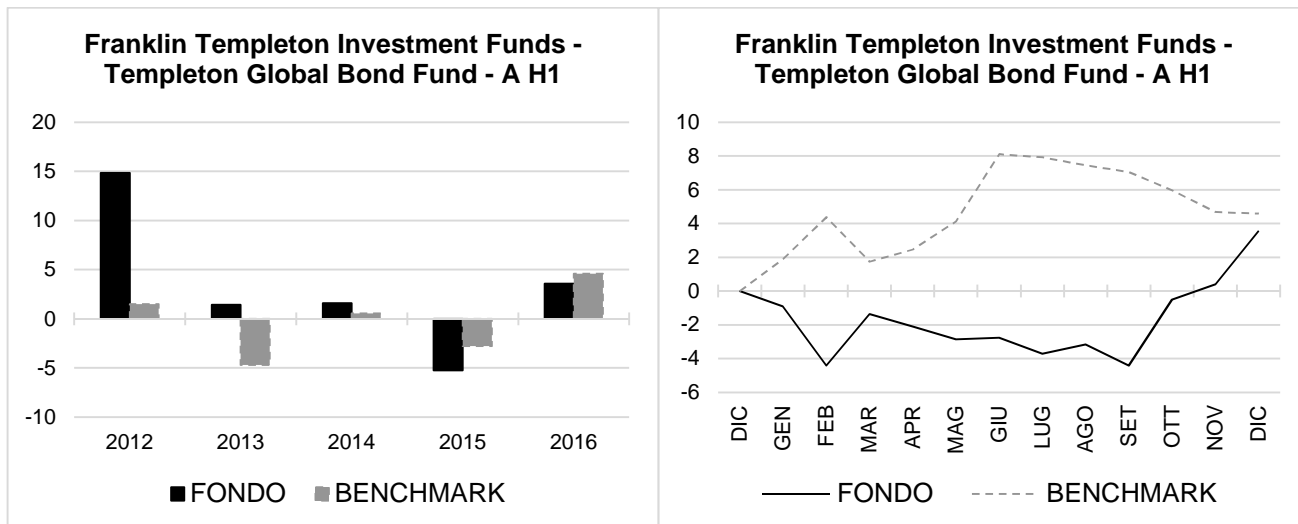 Franklin Templeton Investment Funds -
Templeton Global Bond Fund - A H1
20
15
10
5
0
-5
-10
2012 2013 2014 2015 2016
FONDO BENCHMARK
Franklin Templeton Investment Funds -
Templeton Global Bond Fund - A H1
10
8
6
4
2
0
-2
-4
-6
DIC GEN FEB MAR APR MAG GIU LUG AGO SET OTT NOV DIC
FONDO BENCHMARK